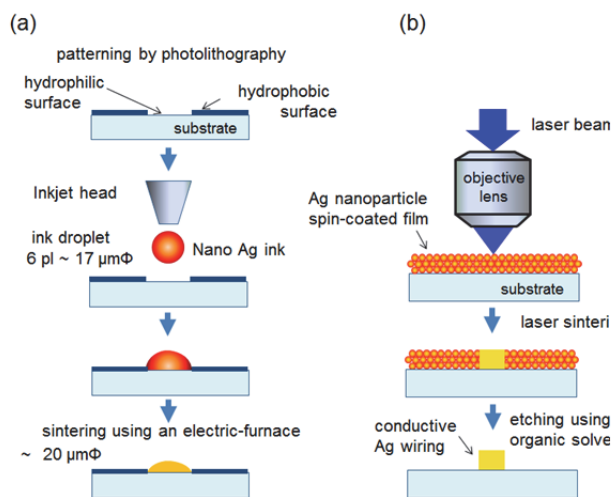 (a)
patterning by photolithography
hydrophilic
surface
hydrophobic
surface
substrate
Inkjet head
ink droplet
6 pl ~ 17 μmΦ
Nano Ag ink
sintering using an electric-furnace
~ 20 μmΦ
(b)
laser beam
objective
lens
Ag nanoparticle
spin-coated film
substrate
laser sinteri
etching using
organic solve
conductive
Ag wiring